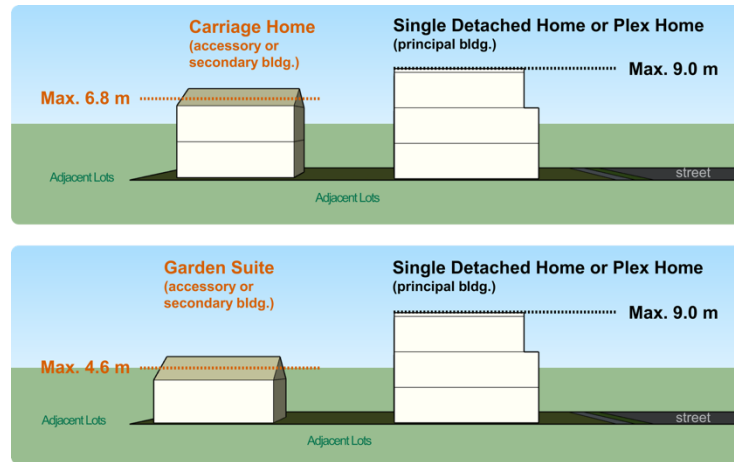 Carriage Home
(accessory or
secondary bldg.)
Single Detached Home or Plex Home
(principal bldg.)
Max. 9.0 m
Max. 6.8 m
Adjacent Lots
street
Adjacent Lots
Garden Suite
(accessory or
secondary bldg.)
Single Detached Home or Plex Home
(principal bldg.)
Max. 9.0 m
Max. 4.6 m
Adjacent Lots
street
Adjacent Lots